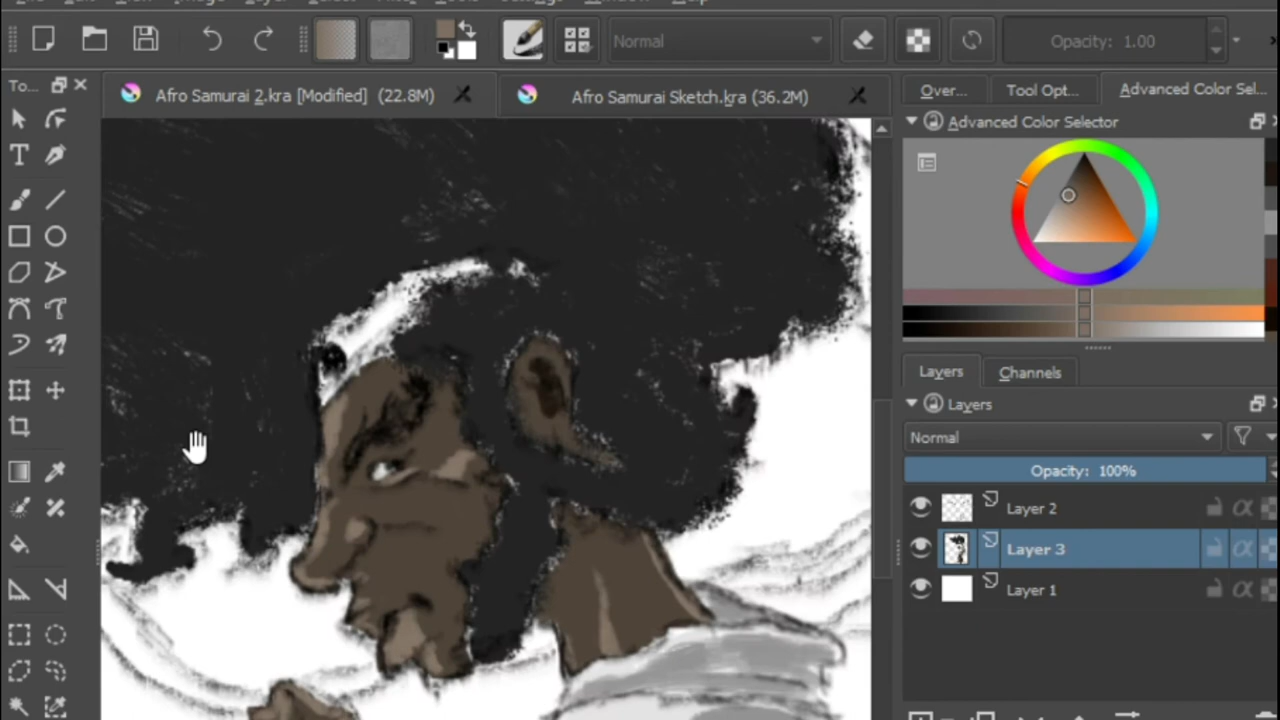 Normal
Opacity: 1.00
To...
Afro Samurai 2.kra [Modified] (22.8M)
Afro Samurai Sketch.kra (36.2M)
Over...
Tool Opt...
Advanced Color Sel...
Advanced Color Selector
Layers
Channels
Layers
Normal
Opacity: 100%
Layer 2
Layer 3
Layer 1